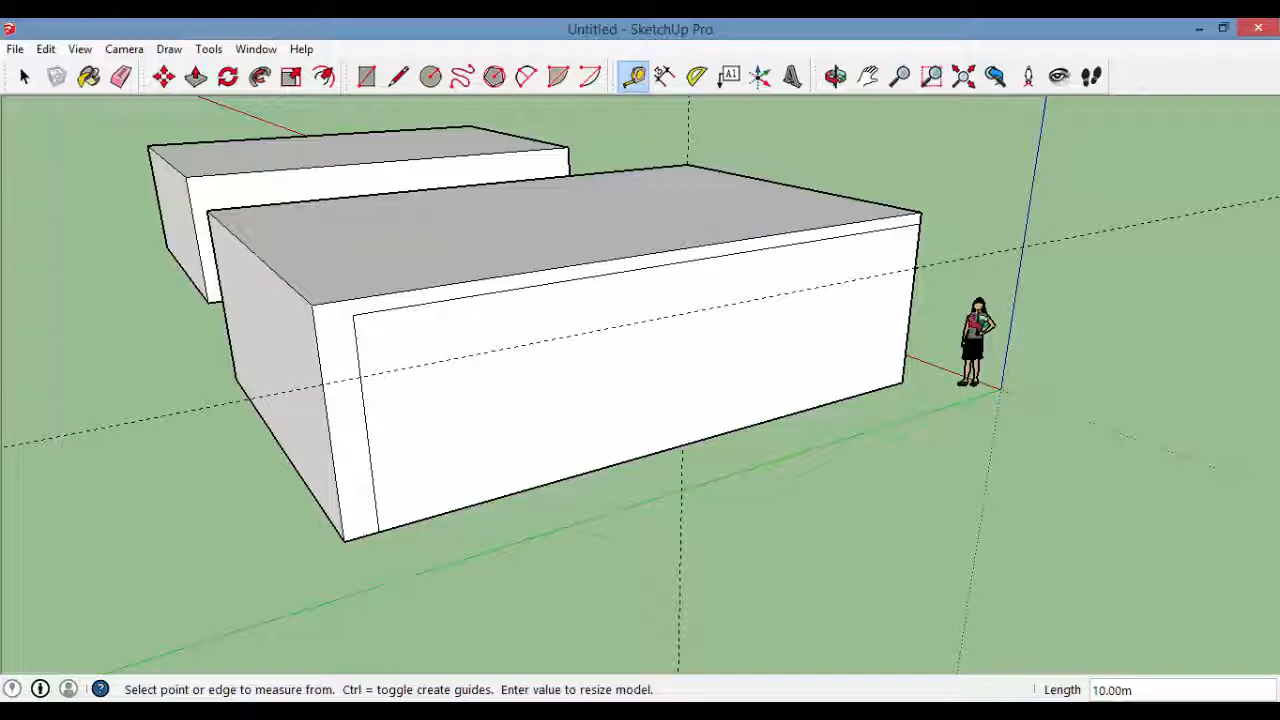 Untitled - SketchUp Pro
File Edit View Camera Draw Tools Window Help
A1
Select point or edge to measure from. Ctrl = toggle create guides. Enter value to resize model.
Length 10.00m